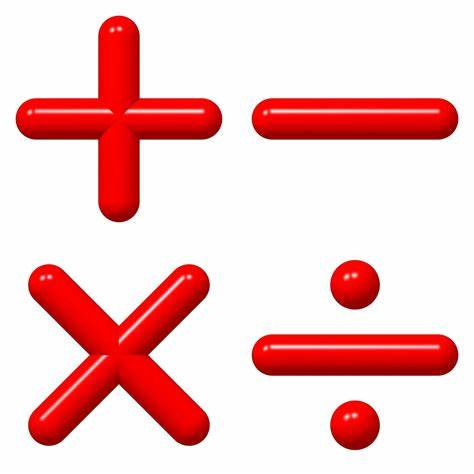 + −
× ÷